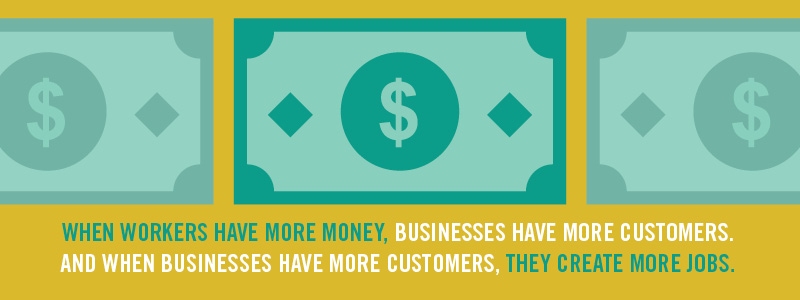 $ $ $
WHEN WORKERS HAVE MORE MONEY, BUSINESSES HAVE MORE CUSTOMERS.
AND WHEN BUSINESSES HAVE MORE CUSTOMERS, THEY CREATE MORE JOBS.